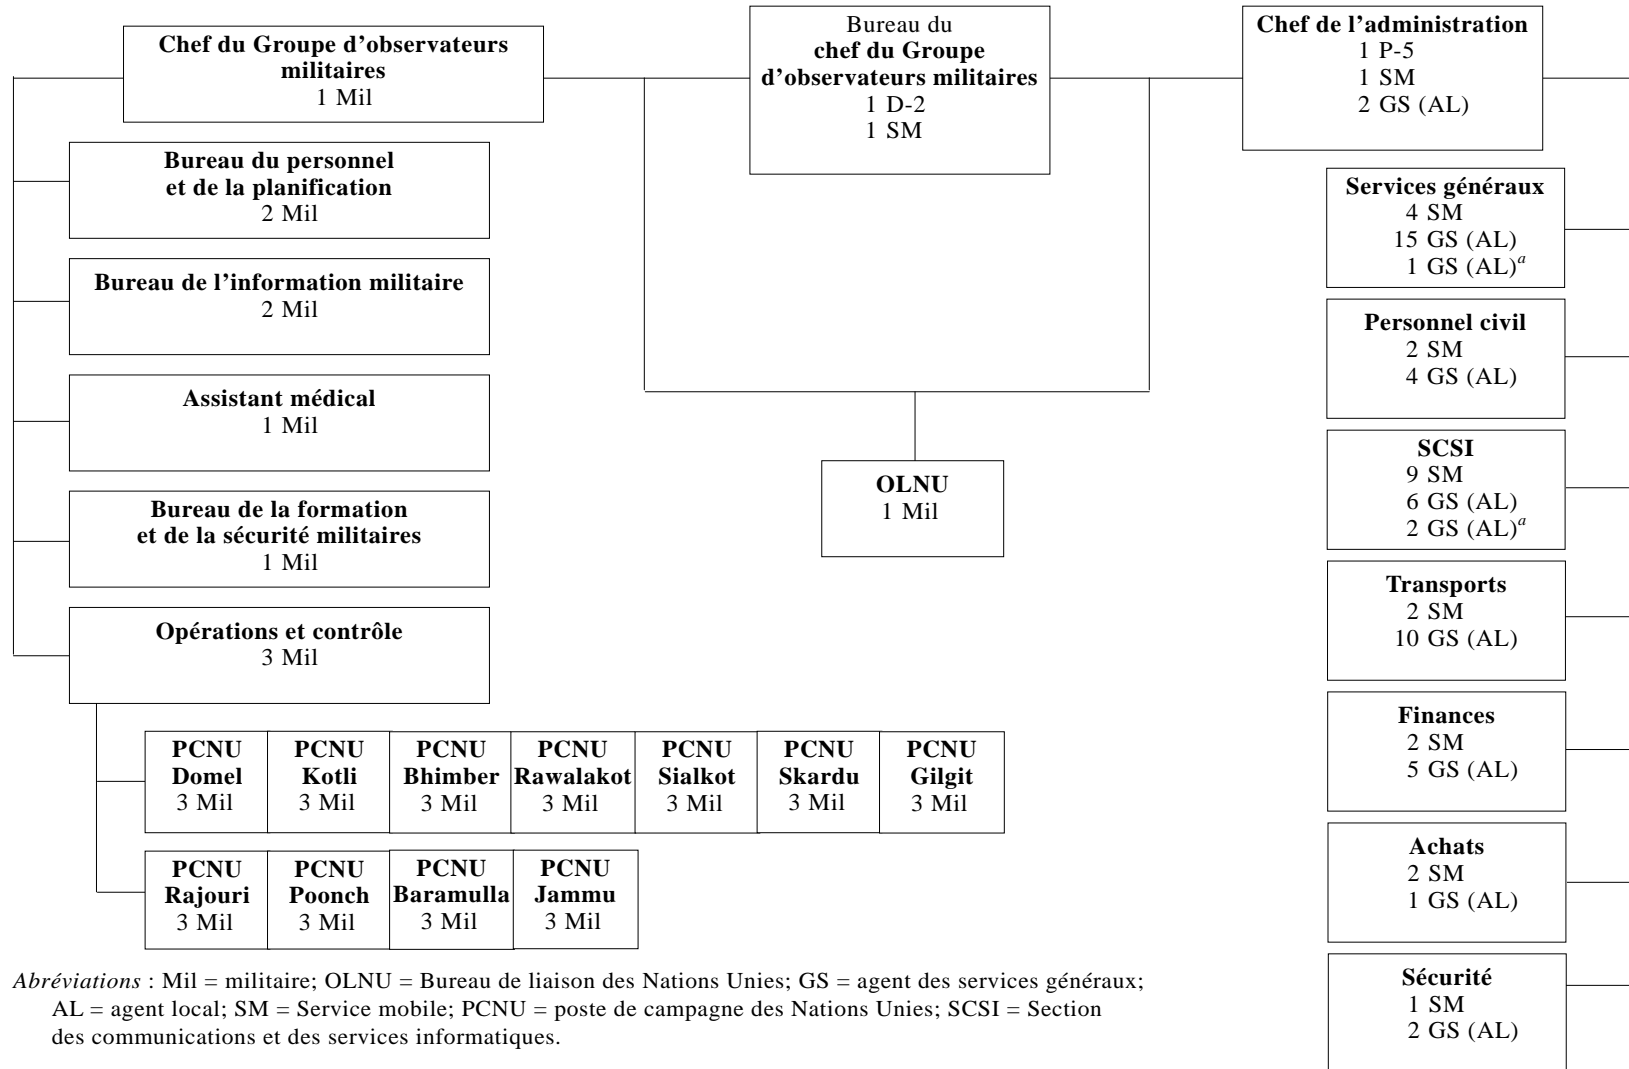 Chef du Groupe d'observateurs
militaires
1 Mil
Bureau du personnel
et de la planification
2 Mil
Bureau de l'information militaire
2 Mil
Assistant médical
1 Mil
Bureau de la formation
et de la sécurité militaires
1 Mil
Opérations et contrôle
3 Mil
PCNU
Domel
3 Mil
PCNU
Kotli
3 Mil
PCNU
Bhimber
3 Mil
PCNU
Rawalakot
3 Mil
PCNU
Sialkot
3 Mil
PCNU
Skardu
3 Mil
PCNU
Gilgit
3 Mil
PCNU
Rajouri
3 Mil
PCNU
Poonch
3 Mil
PCNU
Baramulla
3 Mil
PCNU
Jammu
3 Mil
Bureau du
chef du Groupe
d'observateurs militaires
1 D-2
1 SM
OLNU
1 Mil
Chef de l'administration
1 P-5
1 SM
2 GS (AL)
Services généraux
4 SM
15 GS (AL)
1 GS (AL)a
Personnel civil
2 SM
4 GS (AL)
SCSI
9 SM
6 GS (AL)
2 GS (AL)a
Transports
2 SM
10 GS (AL)
Finances
2 SM
5 GS (AL)
Achats
2 SM
1 GS (AL)
Sécurité
1 SM
2 GS (AL)
Abréviations : Mil = militaire; OLNU = Bureau de liaison des Nations Unies; GS = agent des services généraux;
AL = agent local; SM = Service mobile; PCNU = poste de campagne des Nations Unies; SCSI = Section
des communications et des services informatiques.